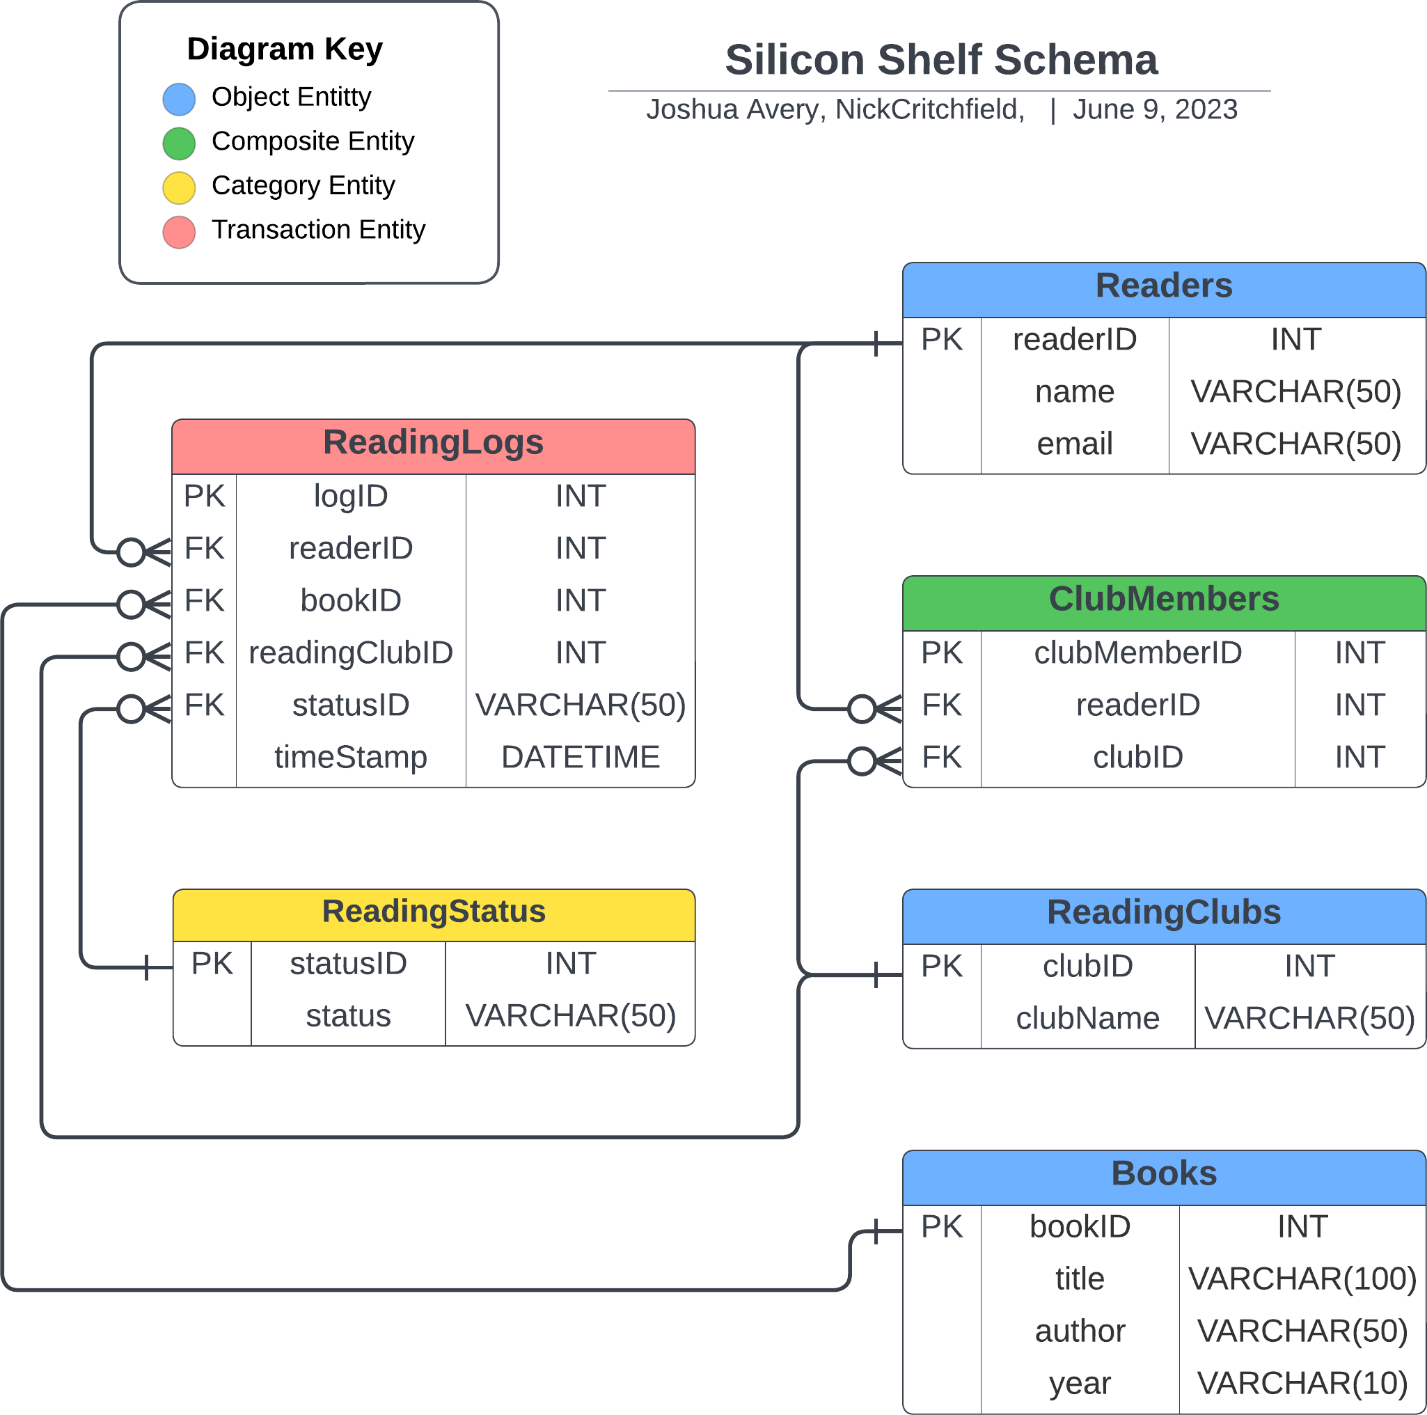 Diagram Key
Object Entitty
Composite Entity
Category Entity
Transaction Entity
Silicon Shelf Schema
Joshua Avery, NickCritchfield, | June 9, 2023
Readers
PK readerID INT
name VARCHAR(50)
email VARCHAR(50)
ReadingLogs
PK logID INT
FK readerID INT
FK bookID INT
FK readingClubID INT
FK statusID VARCHAR(50)
timeStamp DATETIME
ClubMembers
PK clubMemberID INT
FK readerID INT
FK clubID INT
ReadingStatus
PK statusID INT
status VARCHAR(50)
ReadingClubs
PK clubID INT
clubName VARCHAR(50)
Books
PK bookID INT
title VARCHAR(100)
author VARCHAR(50)
year VARCHAR(10)